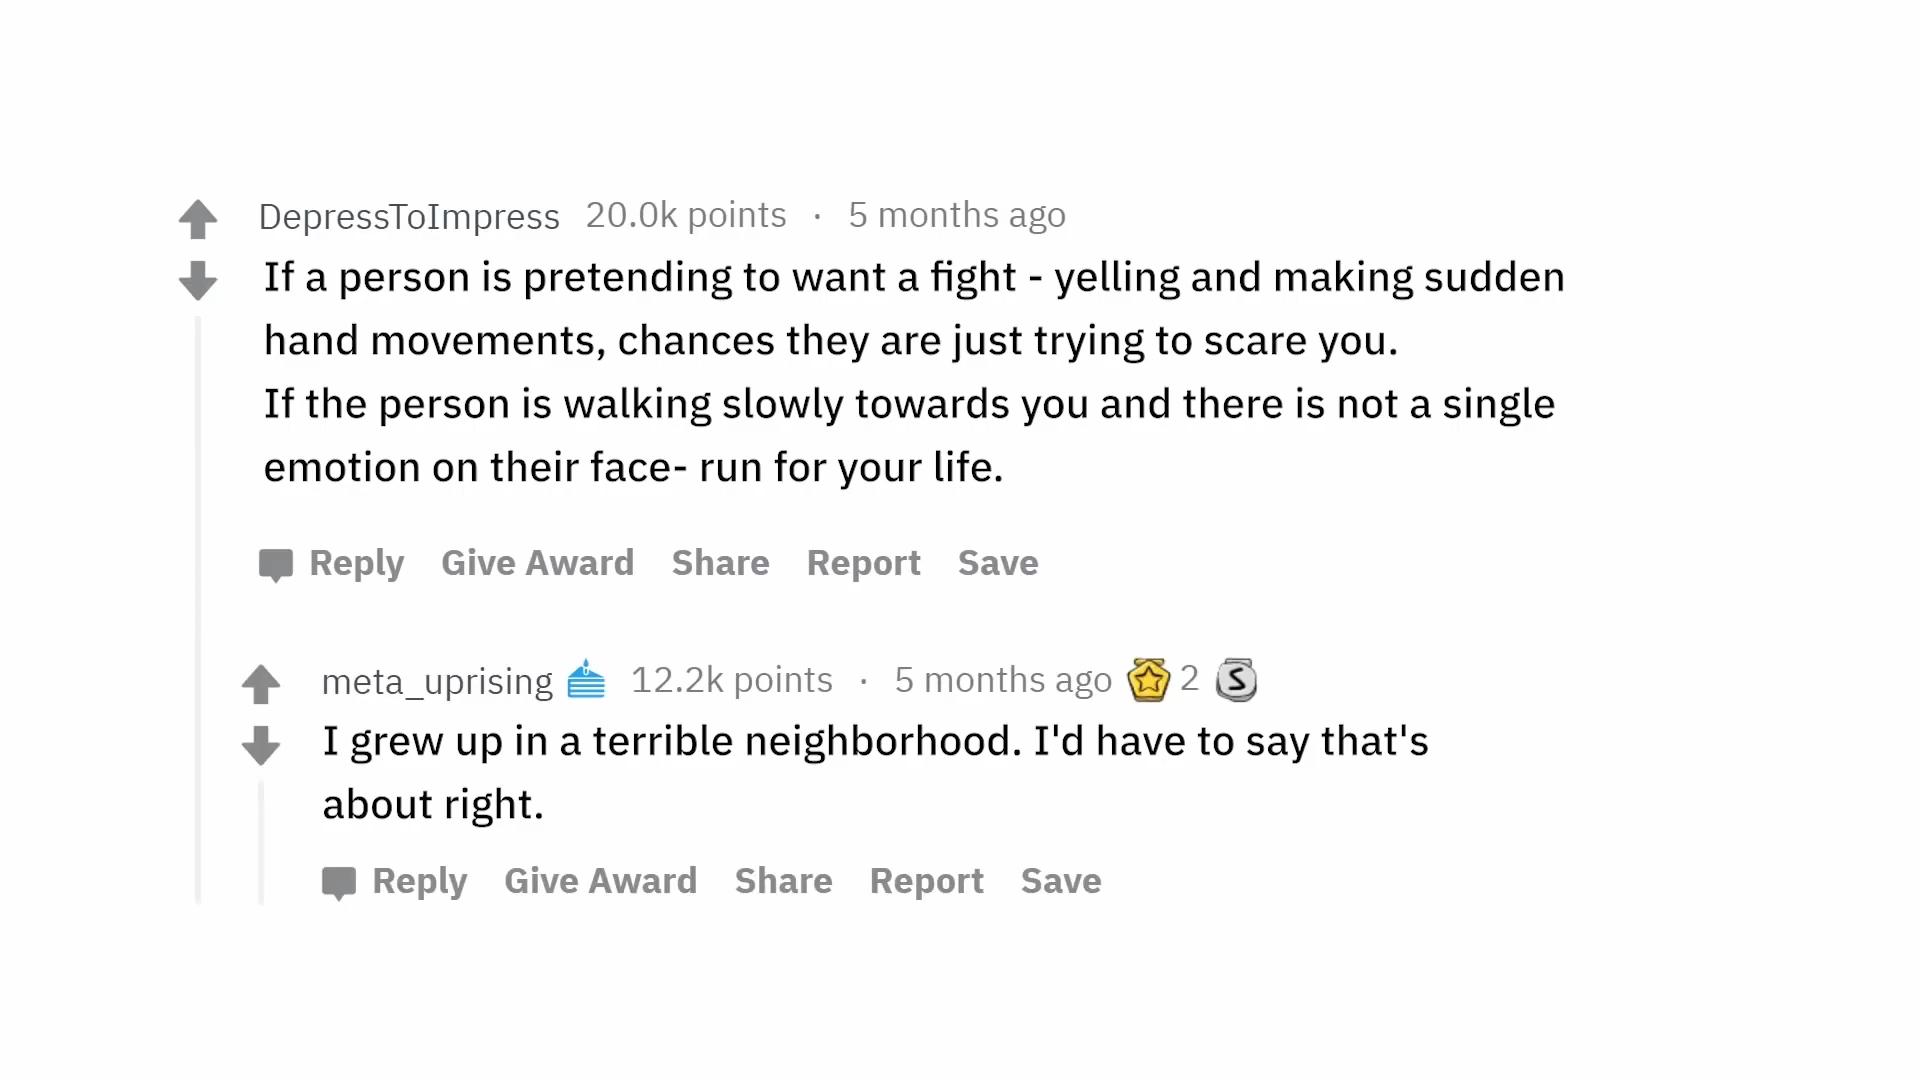 DepressToImpress 20.0k points · 5 months ago
If a person is pretending to want a fight - yelling and making sudden
hand movements, chances they are just trying to scare you.
If the person is walking slowly towards you and there is not a single
emotion on their face- run for your life.
Reply Give Award Share Report Save
meta_uprising 12.2k points · 5 months ago 2 S
I grew up in a terrible neighborhood. I'd have to say that's
about right.
Reply Give Award Share Report Save